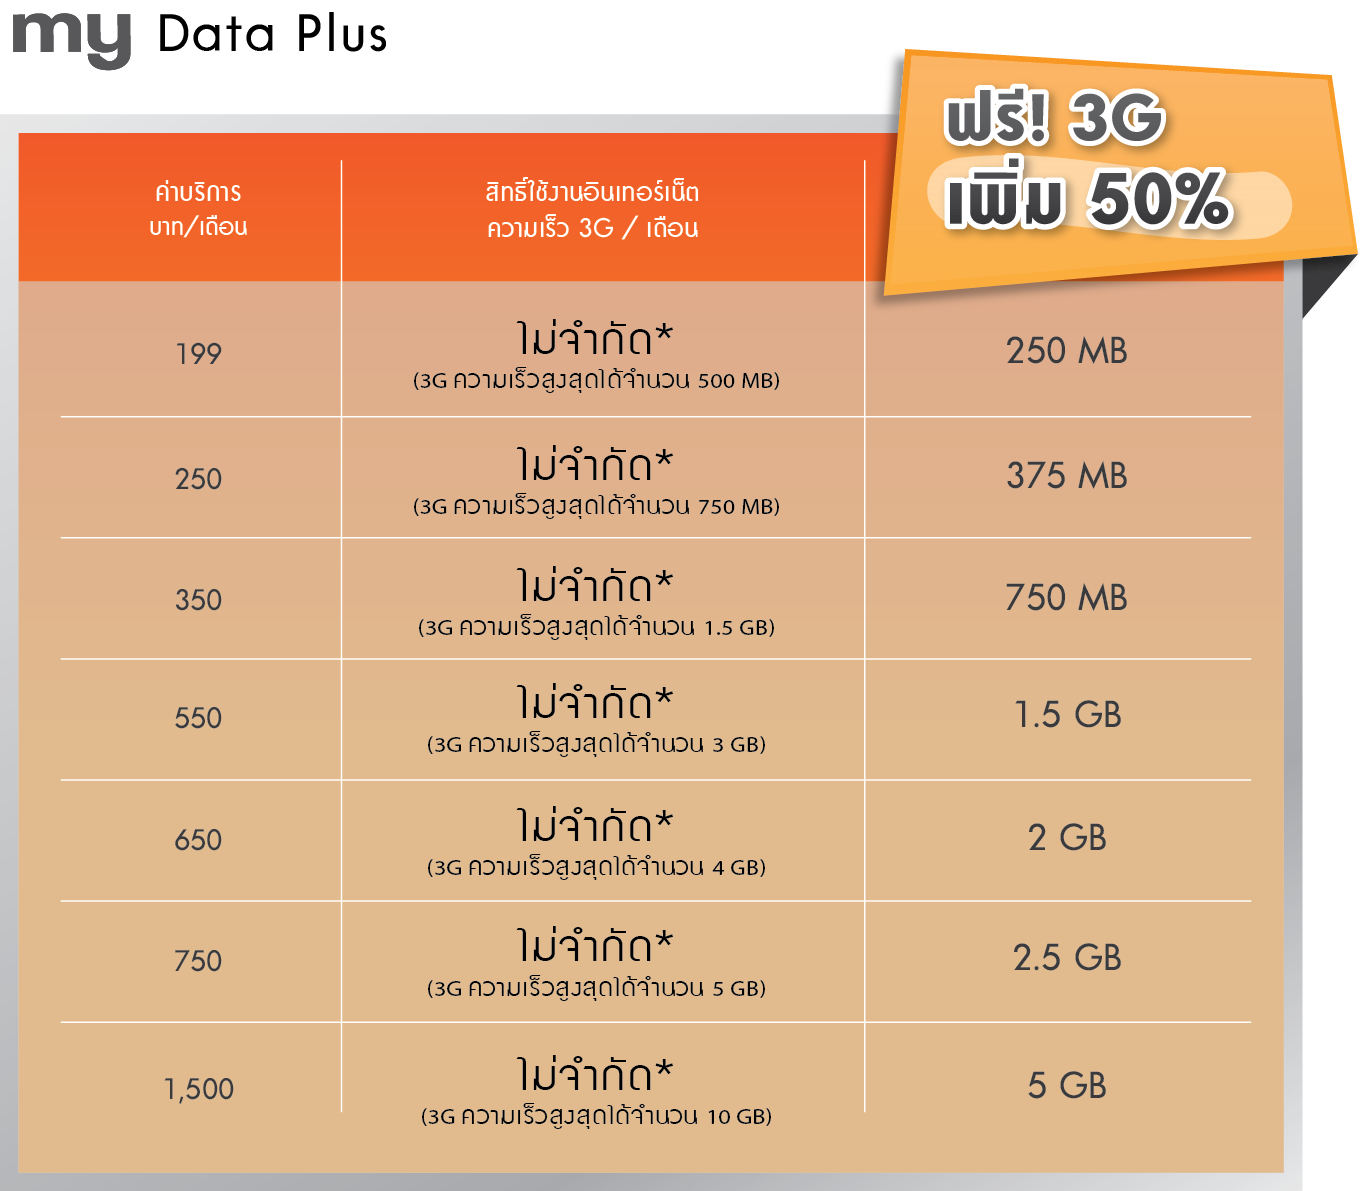 my Data Plus
ฟรี! 3G
เพิ่ม 50%
ค่าบริการ
บาท/เดือน
สิทธิ์ใช้งานอินเทอร์เน็ต
ความเร็ว 3G / เดือน
199
ไม่จำกัด*
(3G ความเร็วสูงสุดได้จำนวน 500 MB)
250 MB
250
ไม่จำกัด*
(3G ความเร็วสูงสุดได้จำนวน 750 MB)
375 MB
350
ไม่จำกัด*
(3G ความเร็วสูงสุดได้จำนวน 1.5 GB)
750 MB
550
ไม่จำกัด*
(3G ความเร็วสูงสุดได้จำนวน 3 GB)
1.5 GB
650
ไม่จำกัด*
(3G ความเร็วสูงสุดได้จำนวน 4 GB)
2 GB
750
ไม่จำกัด*
(3G ความเร็วสูงสุดได้จำนวน 5 GB)
2.5 GB
1,500
ไม่จำกัด*
(3G ความเร็วสูงสุดได้จำนวน 10 GB)
5 GB